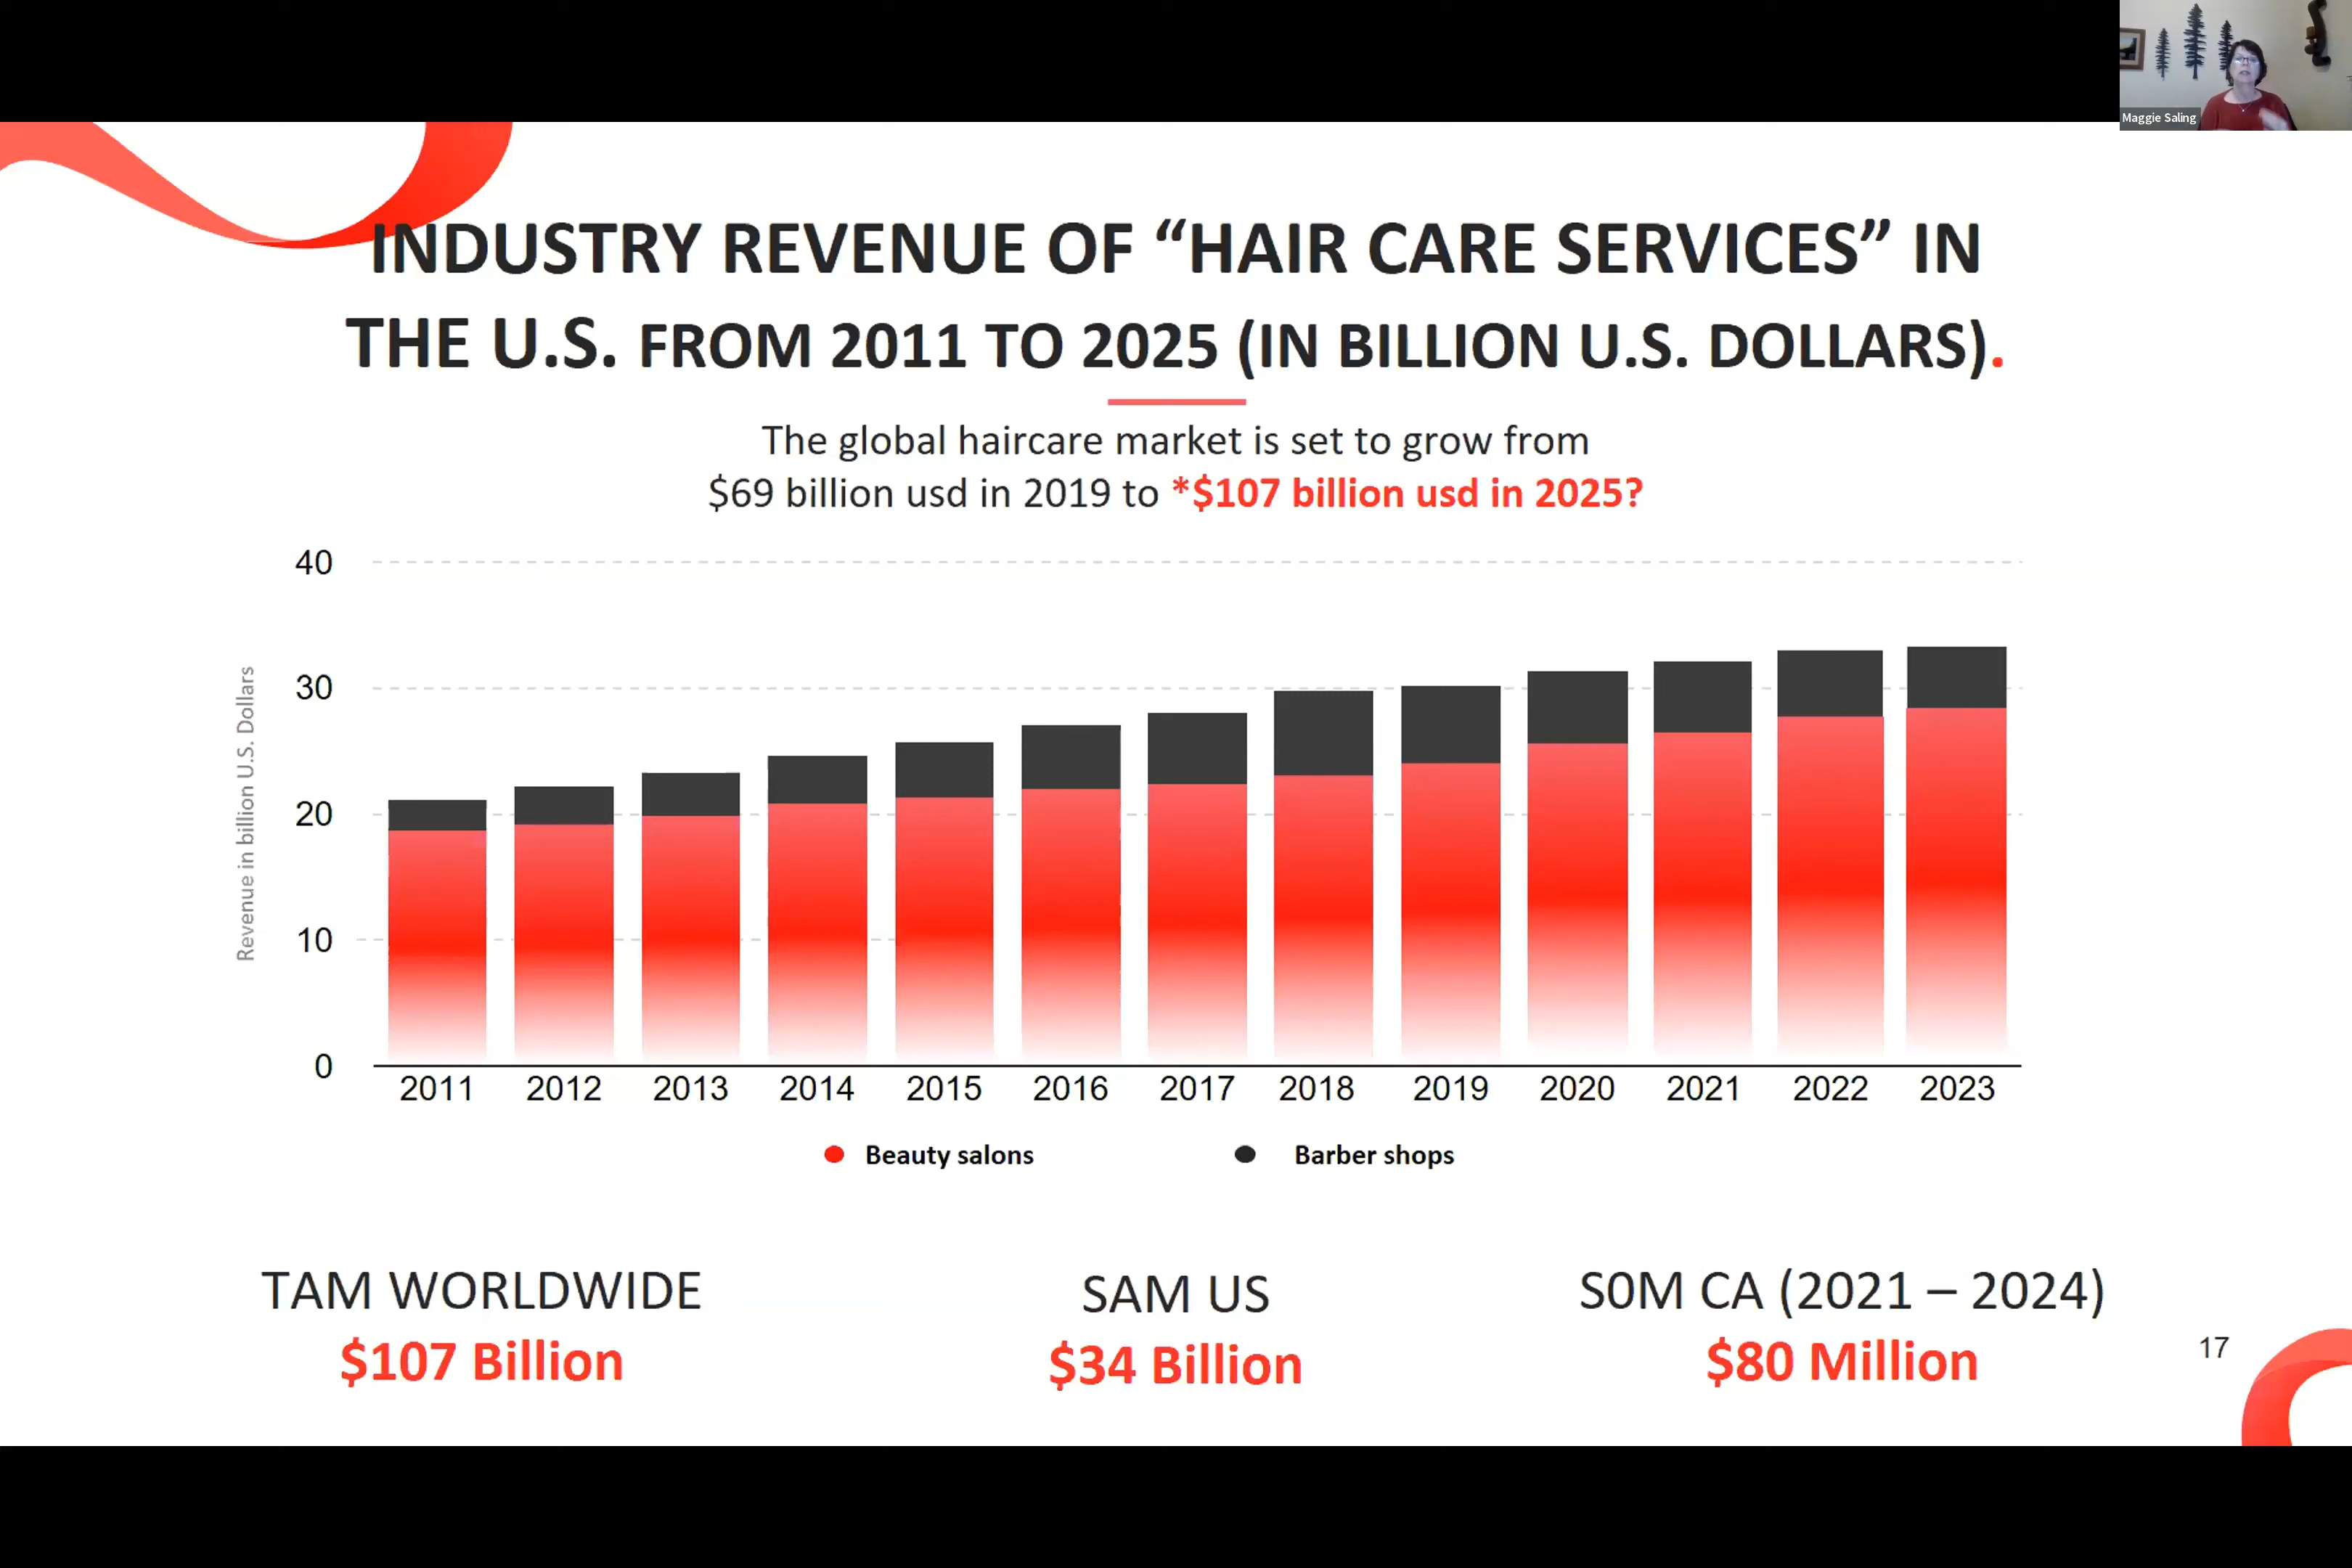 Maggie Saling
INDUSTRY REVENUE OF “HAIR CARE SERVICES” IN
THE U.S. FROM 2011 TO 2025 (IN BILLION U.S. DOLLARS).
The global haircare market is set to grow from
$69 billion usd in 2019 to *$107 billion usd in 2025?
Revenue in billion U.S. Dollars
40
30
20
10
0
2011 2012 2013 2014 2015 2016 2017 2018 2019 2020 2021 2022 2023
Beauty salons Barber shops
TAM WORLDWIDE
$107 Billion
SAM US
$34 Billion
S0M CA (2021 – 2024)
$80 Million
17